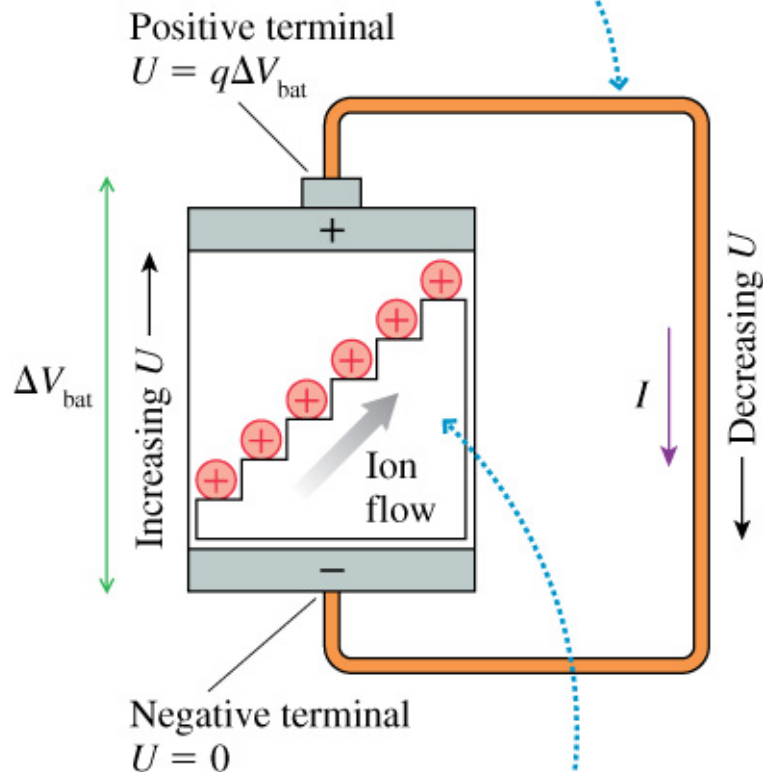 Positive terminal
U = qΔV_bat
+
Increasing U
ΔV_bat
+
+
+
+
+
+
Ion
flow
I
Decreasing U
−
Negative terminal
U = 0